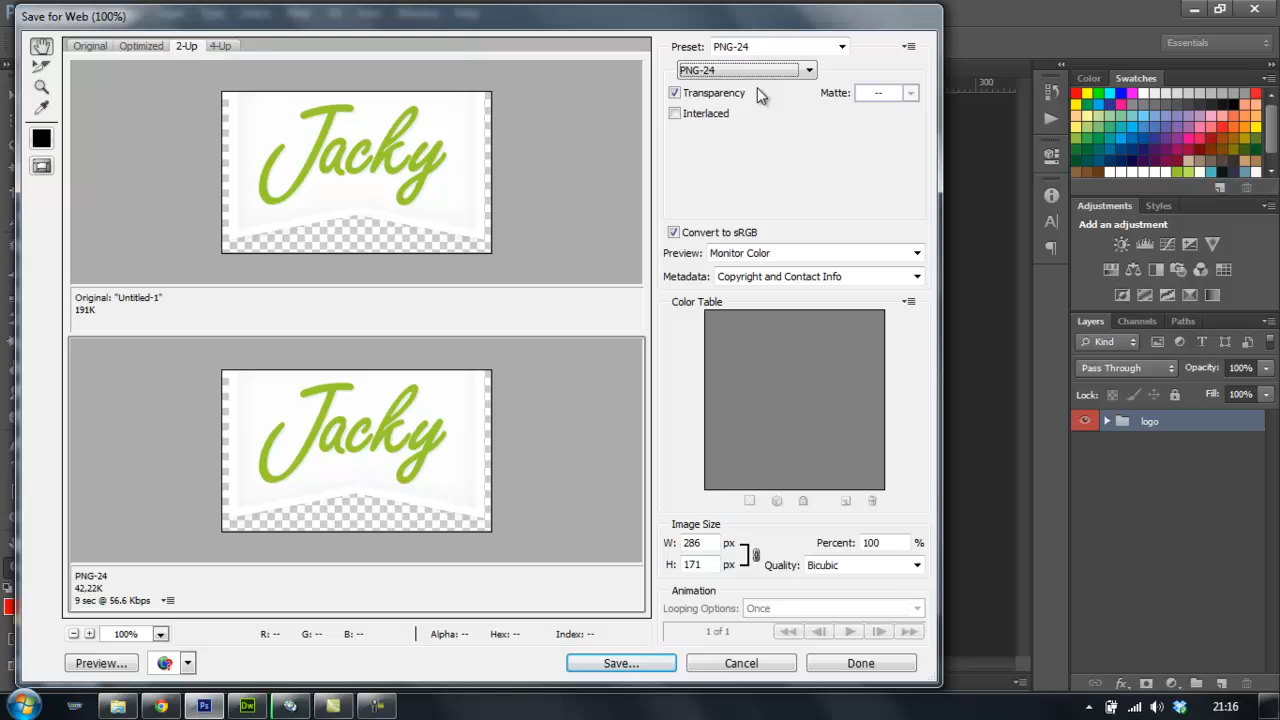 Save for Web (100%)
Essentials
Original
Optimized
2-Up
4-Up
Preset:
PNG-24
PNG-24
Transparency
Matte:
--
Interlaced
Convert to sRGB
Preview:
Monitor Color
Metadata:
Copyright and Contact Info
Jacky
Original: "Untitled-1"
191K
Color Table
Jacky
PNG-24
42,22K
9 sec @ 56.6 Kbps
Image Size
W:
286
px
H:
171
px
Percent:
100
%
Quality:
Bicubic
Animation
Looping Options:
Once
1 of 1
100%
R: --
G: --
B: --
Alpha: --
Hex: --
Index: --
Preview...
Save...
Cancel
Done
300
Color
Swatches
Adjustments
Styles
Add an adjustment
Layers
Channels
Paths
Kind
Pass Through
Opacity:
100%
Lock:
Fill:
100%
logo
fx
Ps
Dw
21:16